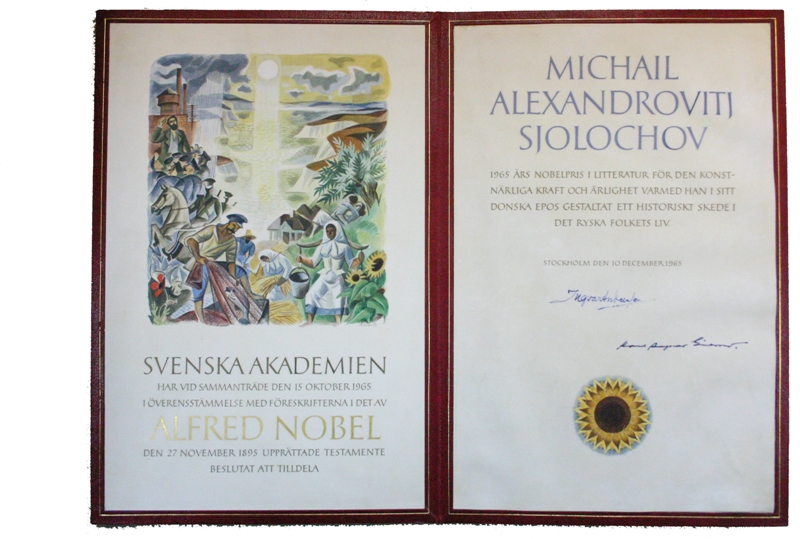 SVENSKA AKADEMIEN
HAR VID SAMMANTRÄDE DEN 15 OKTOBER 1965
I ÖVERENSSTÄMMELSE MED FÖRESKRIFTERNA I DET AV
ALFRED NOBEL
DEN 27 NOVEMBER 1895 UPPRÄTTADE TESTAMENTE
BESLUTAT ATT TILLDELA
MICHAIL
ALEXANDROVITJ
SJOLOCHOV
1965 ÅRS NOBELPRIS I LITTERATUR FÖR DEN KONST-
NÄRLIGA KRAFT OCH ÄRLIGHET VARMED HAN I SITT
DONSKA EPOS GESTALTAT ETT HISTORISKT SKEDE I
DET RYSKA FOLKETS LIV.
STOCKHOLM DEN 10 DECEMBER 1965